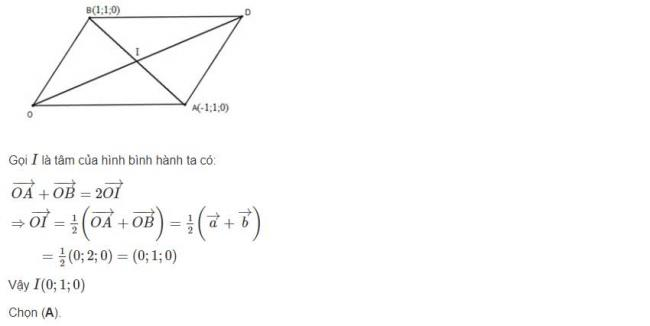 B(1;1;0)
D
I
O
A(-1;1;0)
Gọi I là tâm của hình bình hành ta có:
$\overrightarrow{OA} + \overrightarrow{OB} = 2\overrightarrow{OI}$
$\Rightarrow \overrightarrow{OI} = \frac{1}{2}\left(\overrightarrow{OA} + \overrightarrow{OB}\right) = \frac{1}{2}\left(\overrightarrow{a} + \overrightarrow{b}\right)$
$= \frac{1}{2}(0;2;0) = (0;1;0)$
Vậy I(0;1;0)
Chọn (A).